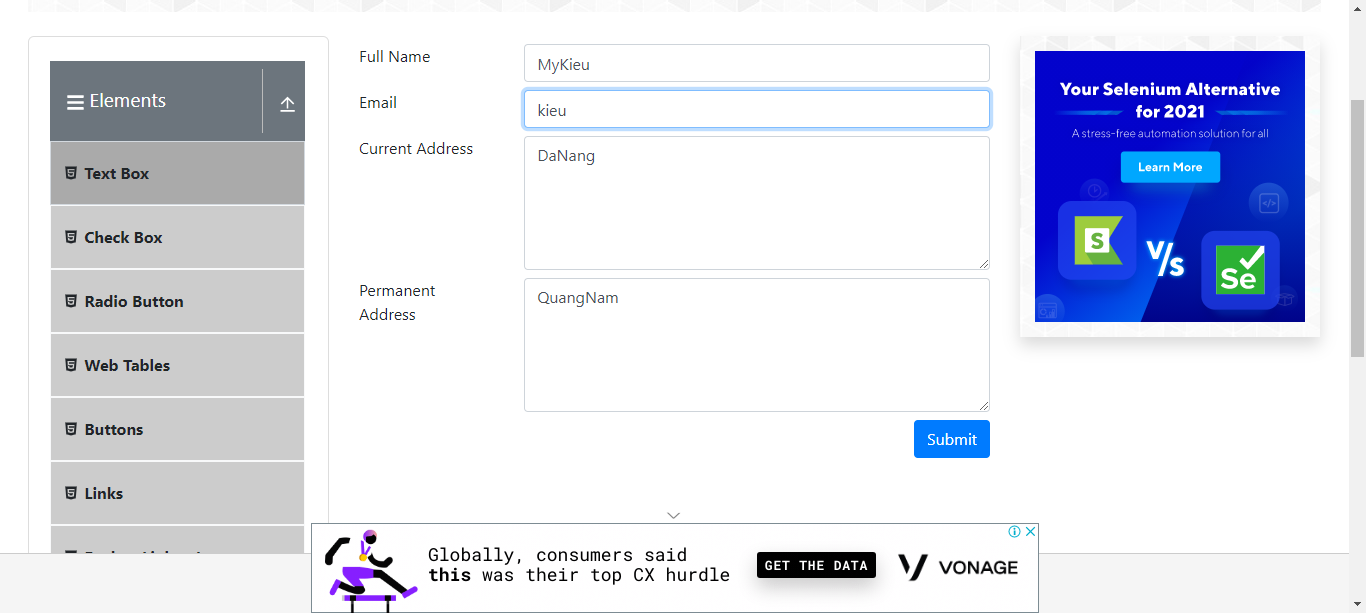 Elements
Text Box
Check Box
Radio Button
Web Tables
Buttons
Links
Full Name
MyKieu
Email
kieu
Current Address
DaNang
Permanent
Address
QuangNam
Submit
Your Selenium Alternative
for 2021
A stress-free automation solution for all
Learn More
S
V/s
Se
Globally, consumers said
this was their top CX hurdle
GET THE DATA
VONAGE